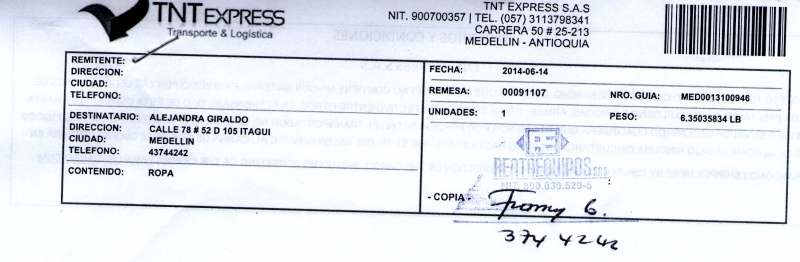 TNT EXPRESS
Transporte & Logística
TNT EXPRESS S.A.S
NIT. 900700357 | TEL. (057) 3113798341
CARRERA 50 # 25-213
MEDELLIN - ANTIOQUIA
REMITENTE:
DIRECCION:
CIUDAD:
TELEFONO:
DESTINATARIO: ALEJANDRA GIRALDO
DIRECCION: CALLE 78 # 52 D 105 ITAGUI
CIUDAD: MEDELLIN
TELEFONO: 43744242
CONTENIDO: ROPA
FECHA: 2014-06-14
REMESA: 00091107 NRO. GUIA: MED0013100946
UNIDADES: 1 PESO: 6.35035834 LB
RENTAEQUIPOS
NIT. 900.039.529-5
- COPIA -
374 4242